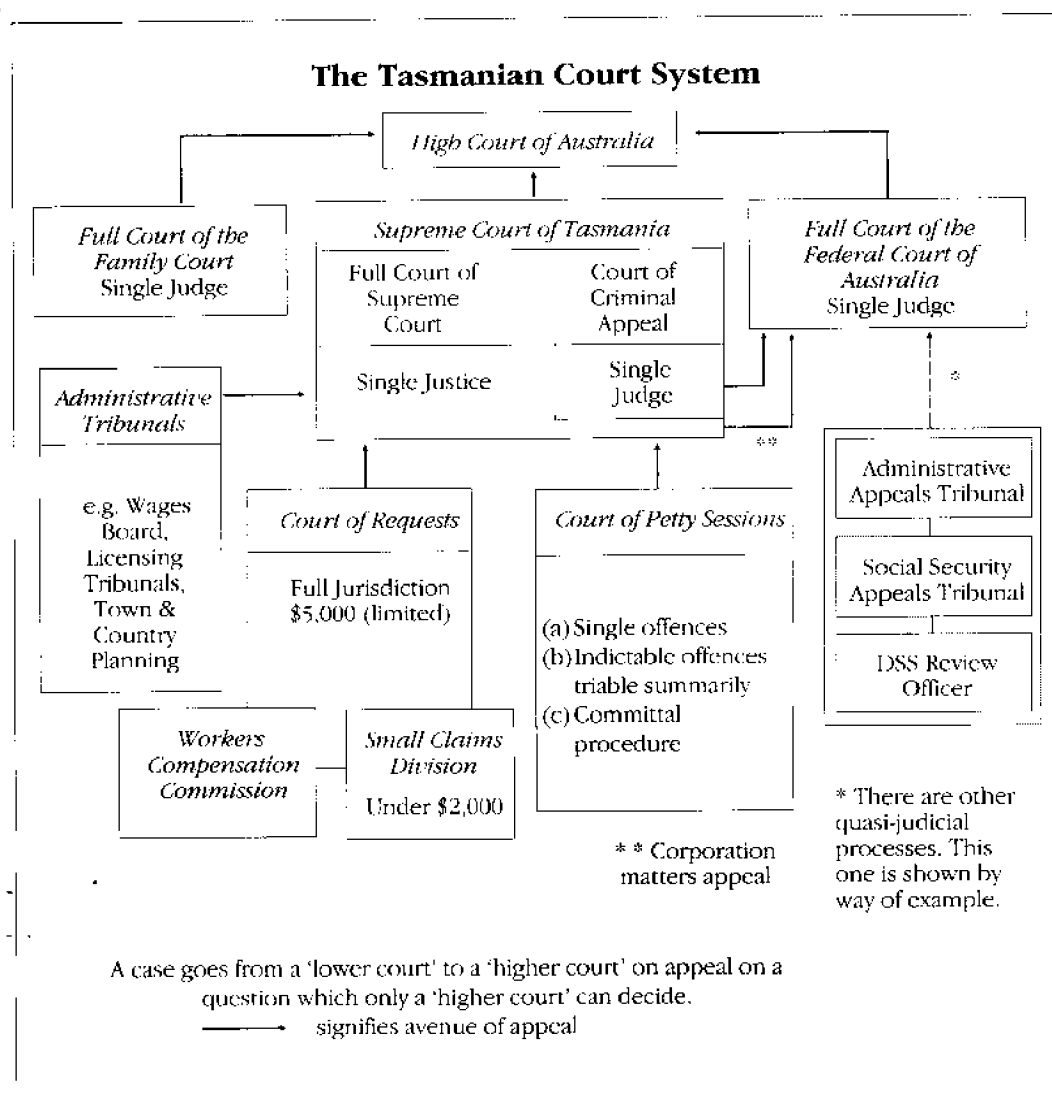 The Tasmanian Court System
High Court of Australia
Full Court of the
Family Court
Single Judge
Supreme Court of Tasmania
Full Court of
Supreme
Court
Court of
Criminal
Appeal
Single Justice
Single
Judge
Full Court of the
Federal Court of
Australia
Single Judge
*
**
Administrative
Tribunals
e.g. Wages
Board,
Licensing
Tribunals,
Town &
Country
Planning
Court of Requests
Full Jurisdiction
$5,000 (limited)
Court of Petty Sessions
(a) Single offences
(b) Indictable offences
triable summarily
(c) Committal
procedure
Administrative
Appeals Tribunal
Social Security
Appeals Tribunal
DSS Review
Officer
Workers
Compensation
Commission
Small Claims
Division
Under $2,000
* * Corporation
matters appeal
* There are other
quasi-judicial
processes. This
one is shown by
way of example.
A case goes from a ‘lower court’ to a ‘higher court’ on appeal on a
question which only a ‘higher court’ can decide.
signifies avenue of appeal